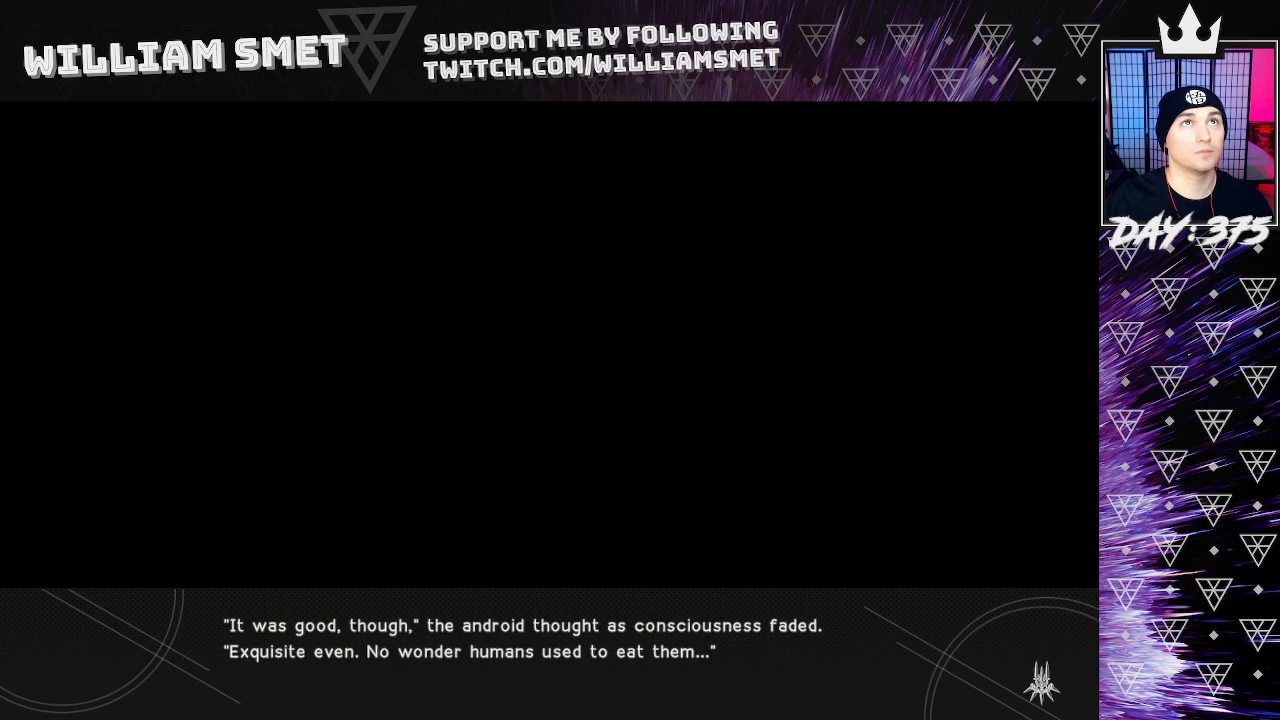 WILLIAM SMET
SUPPORT ME BY FOLLOWING
TWITCH.COM/WILLIAMSMET
DAY: 375
"It was good, though," the android thought as consciousness faded.
"Exquisite even. No wonder humans used to eat them..."